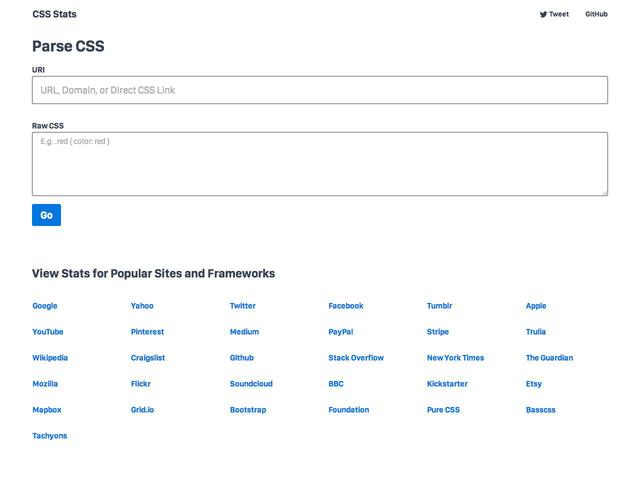 CSS Stats
Tweet GitHub
Parse CSS
URI
URL, Domain, or Direct CSS Link
Raw CSS
E.g. .red { color: red }
Go
View Stats for Popular Sites and Frameworks
Google Yahoo Twitter Facebook Tumblr Apple
YouTube Pinterest Medium PayPal Stripe Trulia
Wikipedia Craigslist Github Stack Overflow New York Times The Guardian
Mozilla Flickr Soundcloud BBC Kickstarter Etsy
Mapbox Grid.io Bootstrap Foundation Pure CSS Basscss
Tachyons